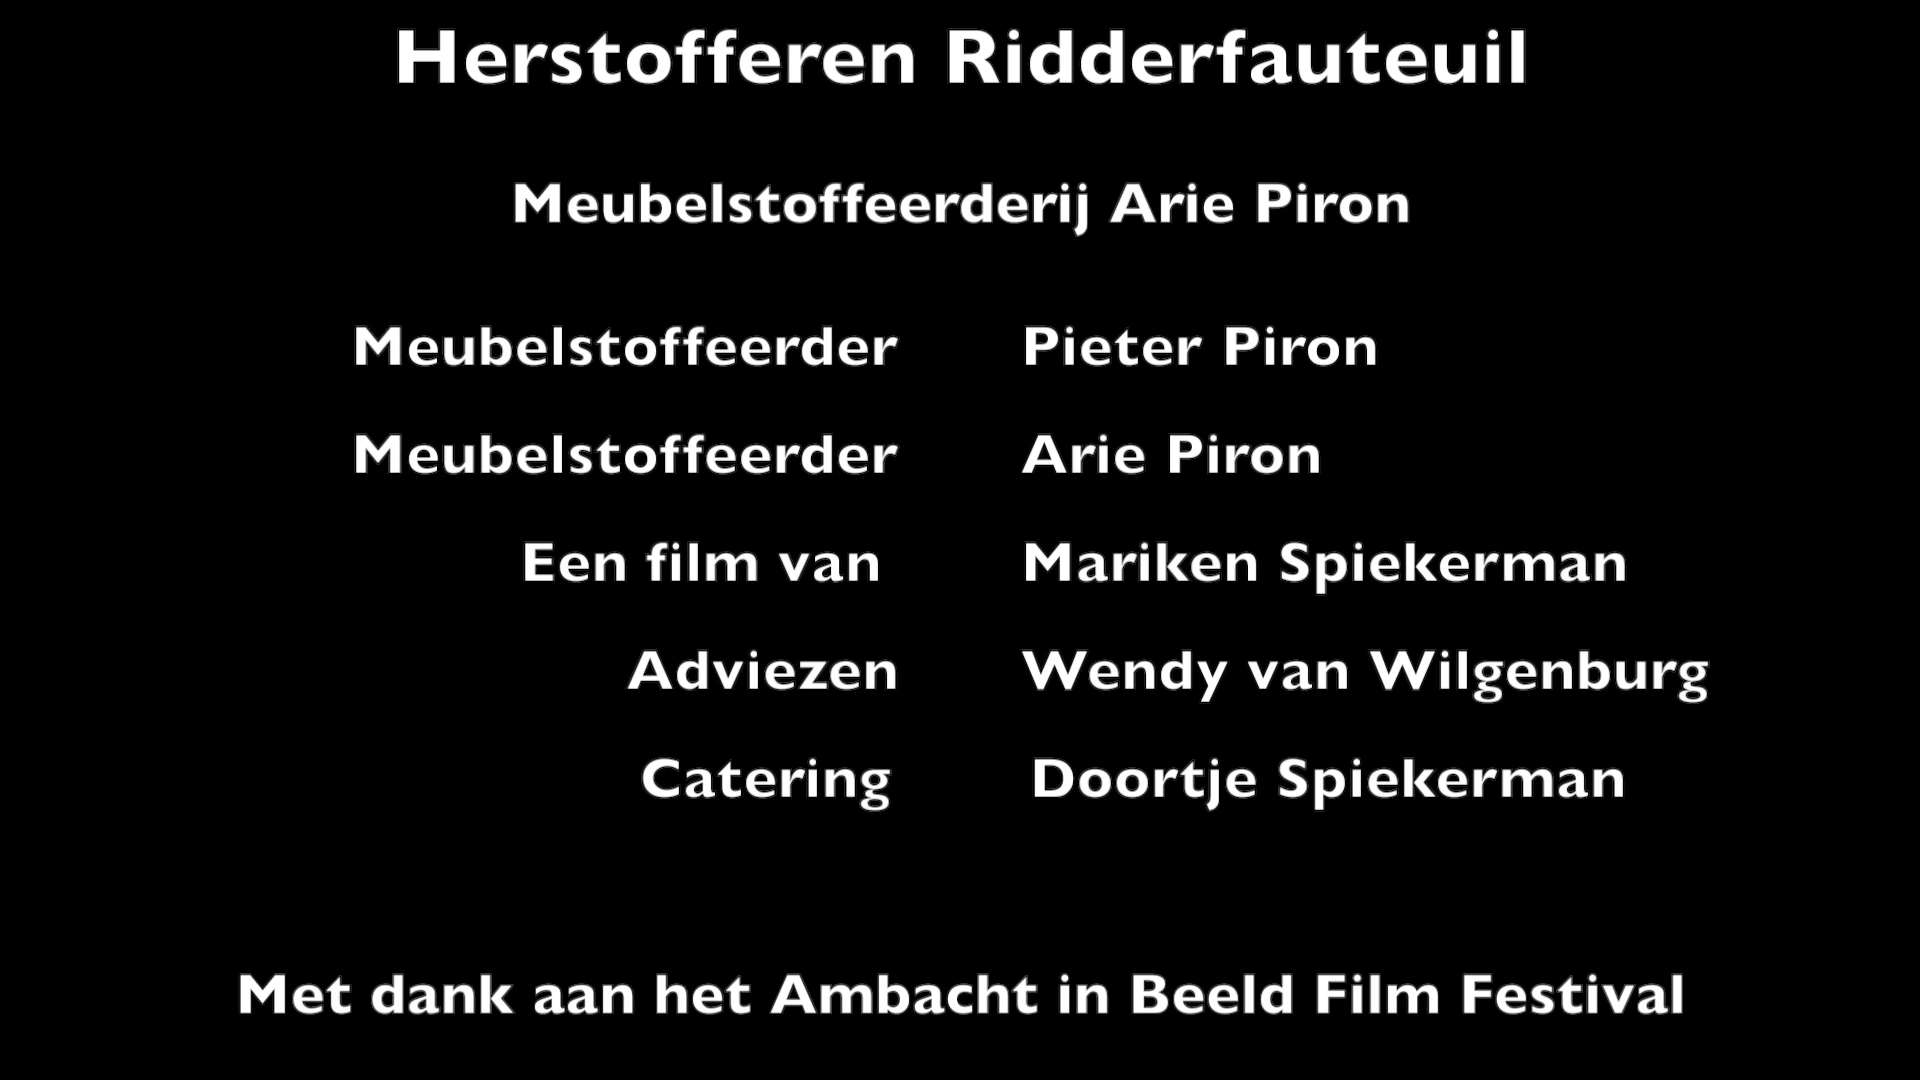 Herstofferen Ridderfauteuil
Meubelstoffeerderij Arie Piron
Meubelstoffeerder Pieter Piron
Meubelstoffeerder Arie Piron
Een film van Mariken Spiekerman
Adviezen Wendy van Wilgenburg
Catering Doortje Spiekerman
Met dank aan het Ambacht in Beeld Film Festival